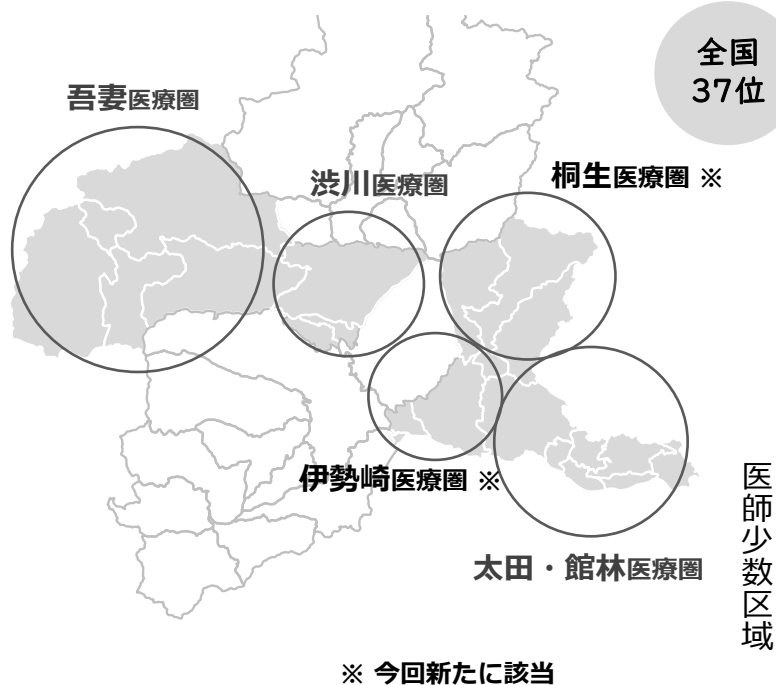 全国
37位
吾妻医療圏
渋川医療圏
桐生医療圏 ※
伊勢崎医療圏 ※
太田・館林医療圏
医師少数区域
※ 今回新たに該当